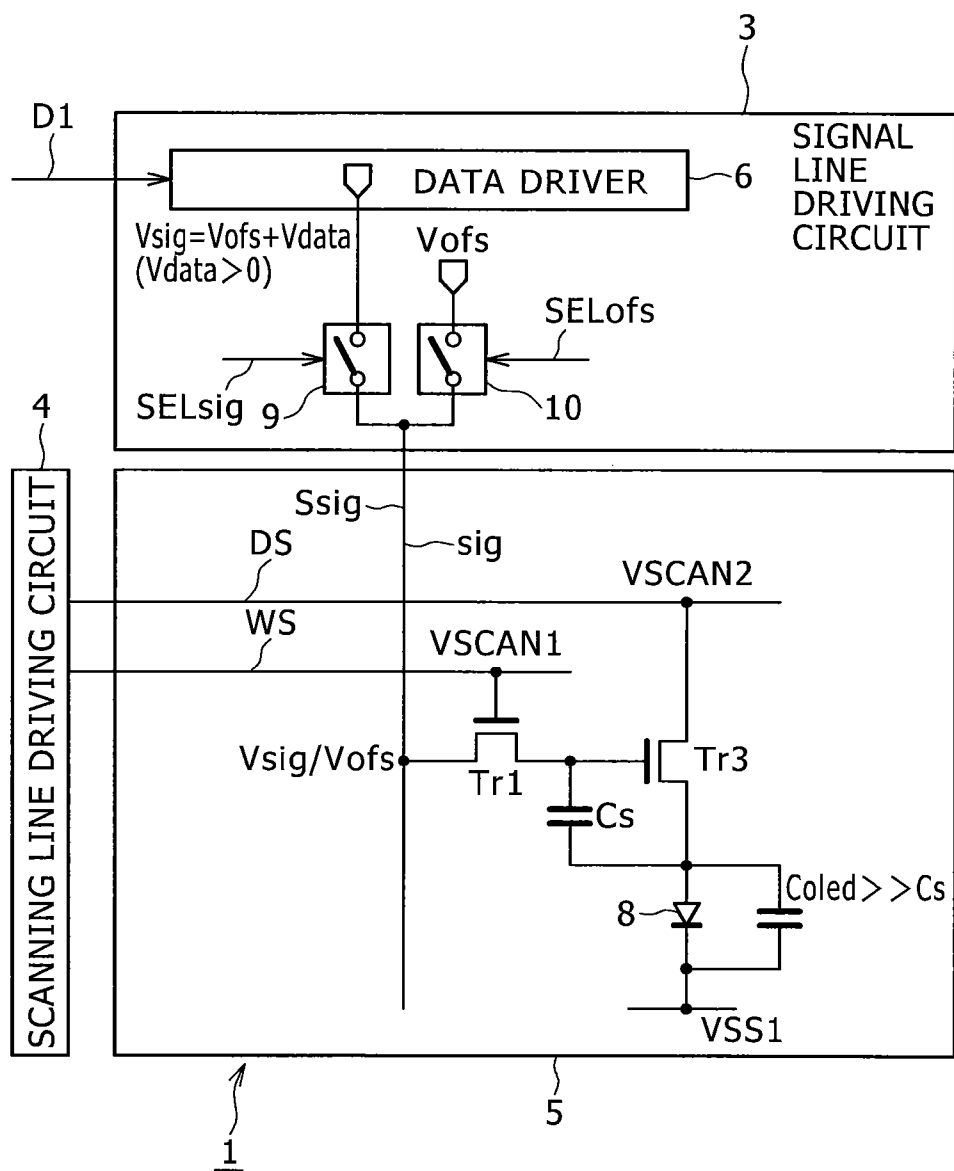 3
D1
SIGNAL
LINE
DRIVING
CIRCUIT
DATA DRIVER
6
Vsig=Vofs+Vdata
(Vdata>0)
Vofs
SELofs
SELsig
9
10
4
SCANNING LINE DRIVING CIRCUIT
Ssig
sig
DS
VSCAN2
WS
VSCAN1
Vsig/Vofs
Tr1
Tr3
Cs
Coled>>Cs
8
VSS1
5
1